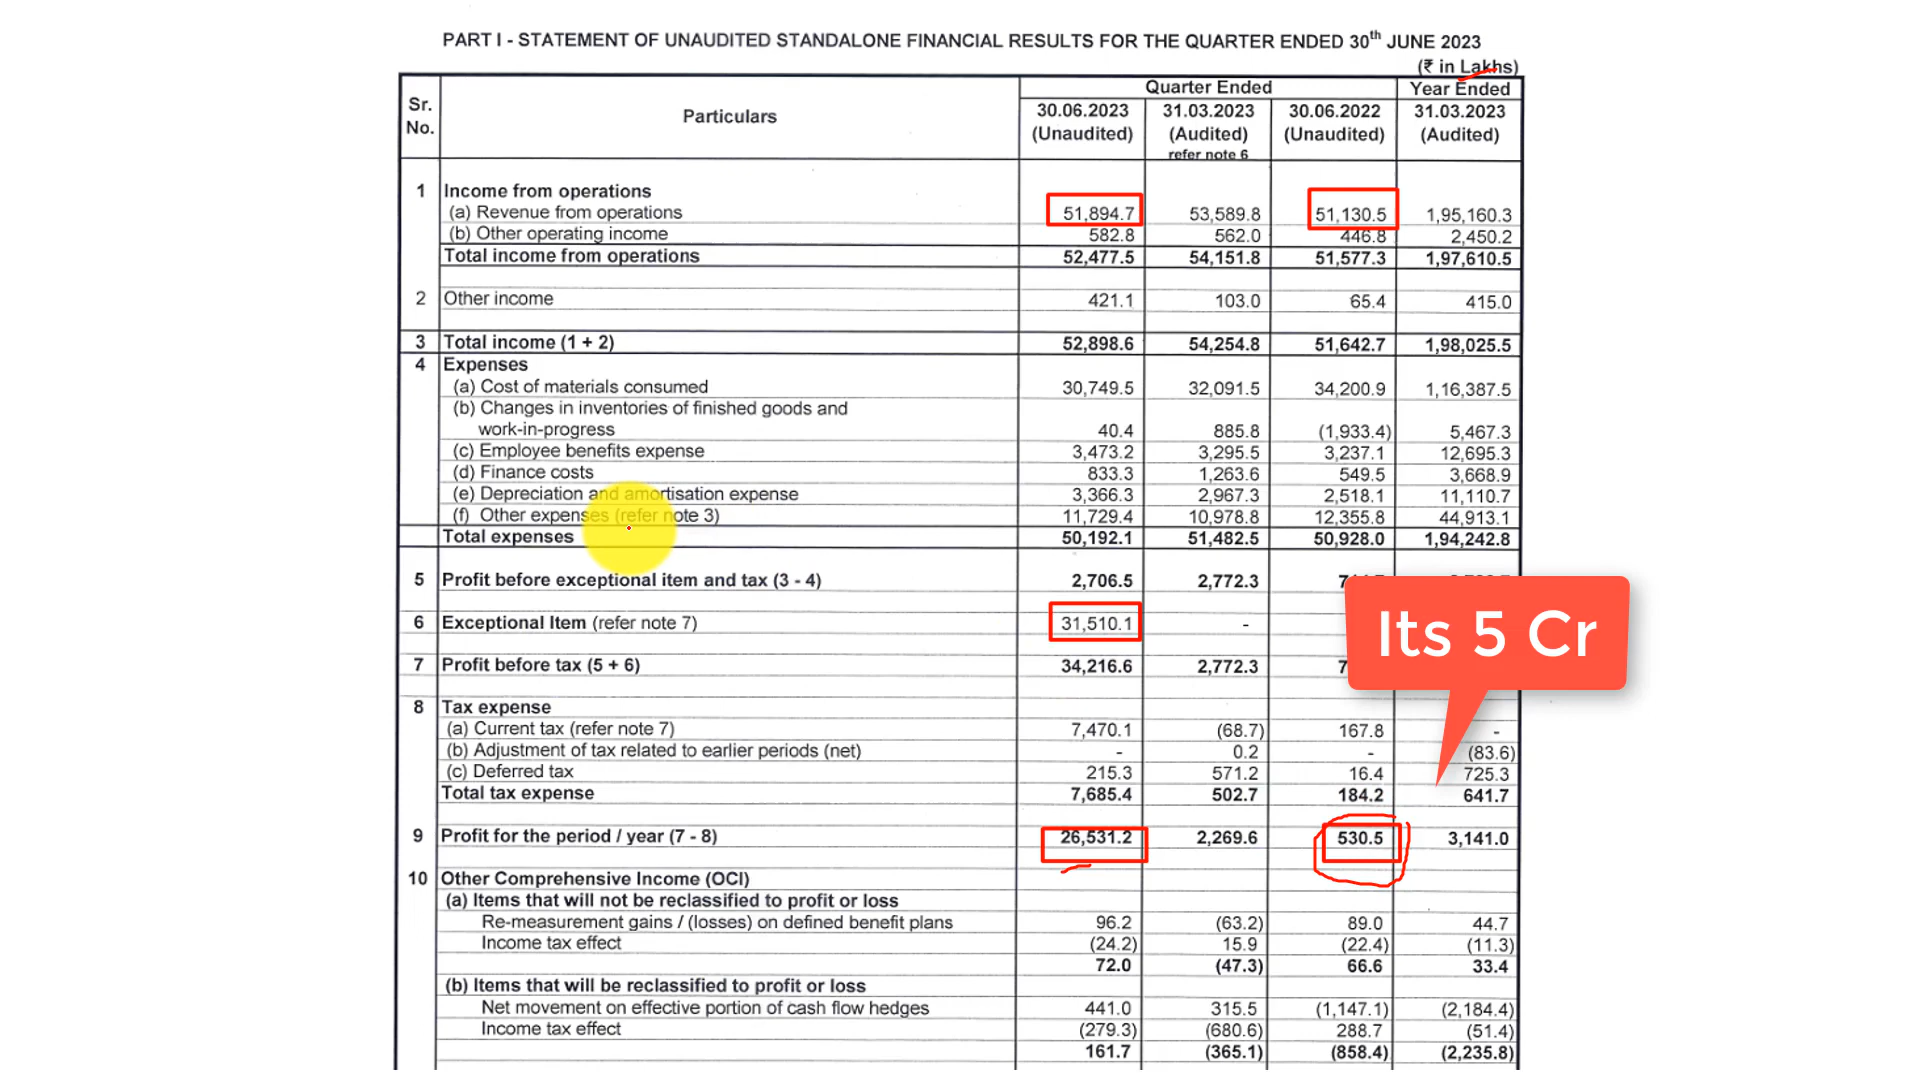 PART I - STATEMENT OF UNAUDITED STANDALONE FINANCIAL RESULTS FOR THE QUARTER ENDED 30th JUNE 2023
(₹ in Lakhs)
Sr. No. Particulars Quarter Ended Year Ended
30.06.2023 31.03.2023 30.06.2022 31.03.2023
(Unaudited) (Audited) (Unaudited) (Audited)
refer note 6
1 Income from operations
(a) Revenue from operations 51,894.7 53,589.8 51,130.5 1,95,160.3
(b) Other operating income 582.8 562.0 446.8 2,450.2
Total income from operations 52,477.5 54,151.8 51,577.3 1,97,610.5
2 Other income 421.1 103.0 65.4 415.0
3 Total income (1 + 2) 52,898.6 54,254.8 51,642.7 1,98,025.5
4 Expenses
(a) Cost of materials consumed 30,749.5 32,091.5 34,200.9 1,16,387.5
(b) Changes in inventories of finished goods and
work-in-progress 40.4 885.8 (1,933.4) 5,467.3
(c) Employee benefits expense 3,473.2 3,295.5 3,237.1 12,695.3
(d) Finance costs 833.3 1,263.6 549.5 3,668.9
(e) Depreciation and amortisation expense 3,366.3 2,967.3 2,518.1 11,110.7
(f) Other expenses (refer note 3) 11,729.4 10,978.8 12,355.8 44,913.1
Total expenses 50,192.1 51,482.5 50,928.0 1,94,242.8
5 Profit before exceptional item and tax (3 - 4) 2,706.5 2,772.3
6 Exceptional Item (refer note 7) 31,510.1 -
Its 5 Cr
7 Profit before tax (5 + 6) 34,216.6 2,772.3
8 Tax expense
(a) Current tax (refer note 7) 7,470.1 (68.7) 167.8 -
(b) Adjustment of tax related to earlier periods (net) - 0.2 - (83.6)
(c) Deferred tax 215.3 571.2 16.4 725.3
Total tax expense 7,685.4 502.7 184.2 641.7
9 Profit for the period / year (7 - 8) 26,531.2 2,269.6 530.5 3,141.0
10 Other Comprehensive Income (OCI)
(a) Items that will not be reclassified to profit or loss
Re-measurement gains / (losses) on defined benefit plans 96.2 (63.2) 89.0 44.7
Income tax effect (24.2) 15.9 (22.4) (11.3)
72.0 (47.3) 66.6 33.4
(b) Items that will be reclassified to profit or loss
Net movement on effective portion of cash flow hedges 441.0 315.5 (1,147.1) (2,184.4)
Income tax effect (279.3) (680.6) 288.7 (51.4)
161.7 (365.1) (858.4) (2,235.8)